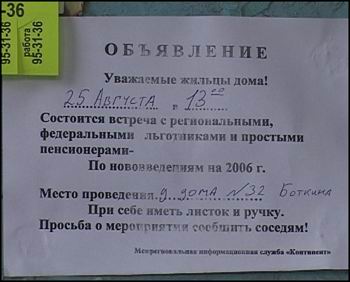 -36
95-31-36
работа
95-31-36
ОБЪЯВЛЕНИЕ
Уважаемые жильцы дома!
25 Августа в 13 00
Состоится встреча с региональными,
федеральными льготниками и простыми
пенсионерами-
По нововведениям на 2006 г.
Место проведения у дома №32 Боткина
При себе иметь листок и ручку.
Просьба о мероприятии сообщить соседям!
Межрегиональная информационная служба «Континент»